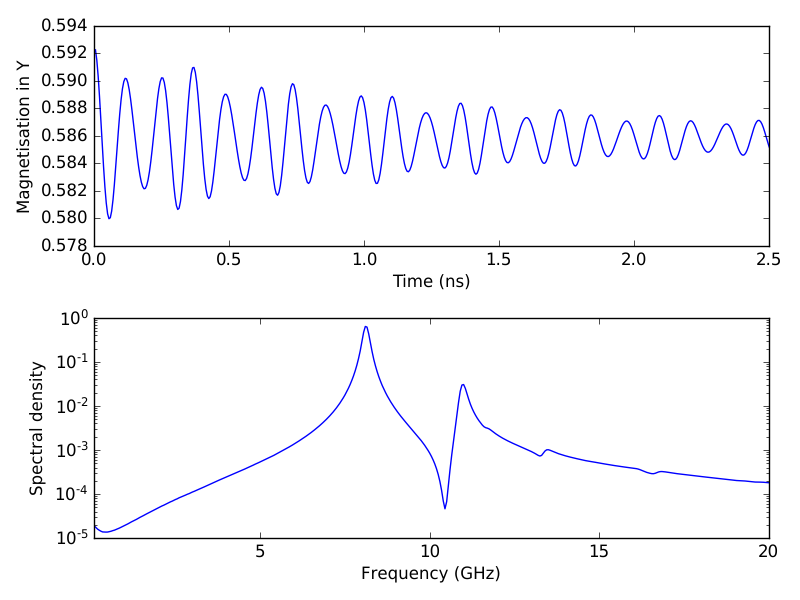 0.594
0.592
0.590
0.588
0.586
0.584
0.582
0.580
0.578
Magnetisation in Y
0.0 0.5 1.0 1.5 2.0 2.5
Time (ns)
10^0
10^-1
10^-2
10^-3
10^-4
10^-5
Spectral density
5 10 15 20
Frequency (GHz)